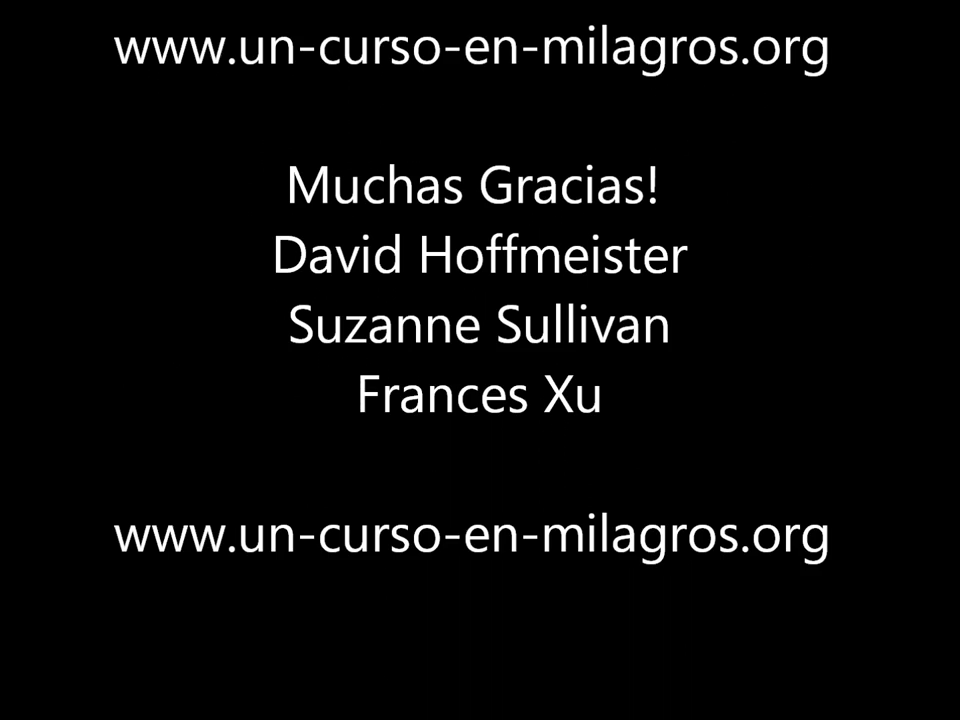 www.un-curso-en-milagros.org
Muchas Gracias!
David Hoffmeister
Suzanne Sullivan
Frances Xu
www.un-curso-en-milagros.org